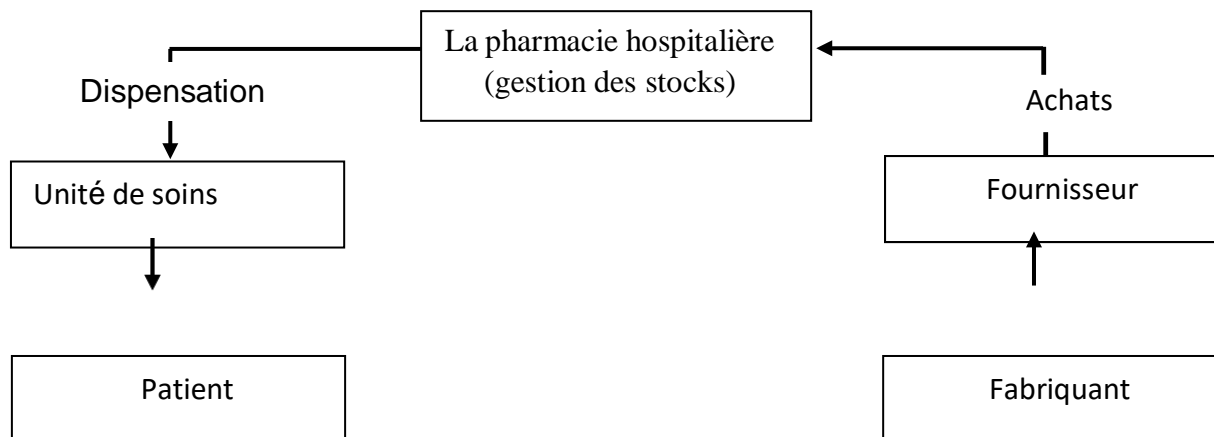 La pharmacie hospitalière
(gestion des stocks)
Dispensation
Achats
Unité de soins
Fournisseur
Patient
Fabriquant